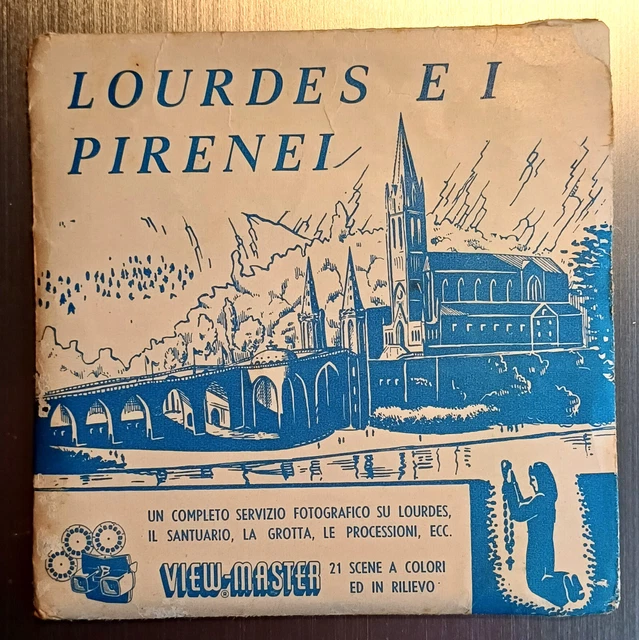 LOURDES E I
PIRENEI
UN COMPLETO SERVIZIO FOTOGRAFICO SU LOURDES,
IL SANTUARIO, LA GROTTA, LE PROCESSIONI, ECC.
VIEW-MASTER®
21 SCENE A COLORI
ED IN RILIEVO